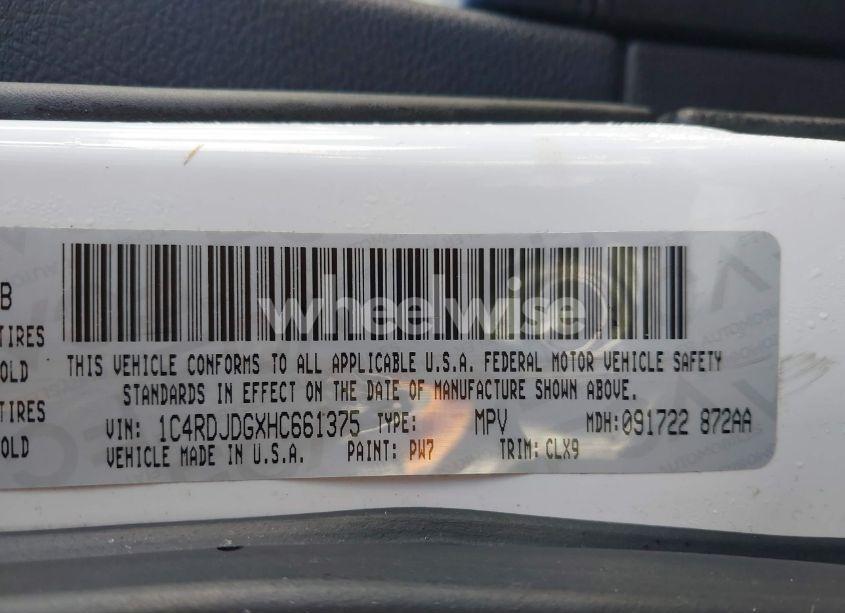 B
TIRES
OLD
TIRES
OLD
wheelwise
THIS VEHICLE CONFORMS TO ALL APPLICABLE U.S.A. FEDERAL MOTOR VEHICLE SAFETY
STANDARDS IN EFFECT ON THE DATE OF MANUFACTURE SHOWN ABOVE.
VIN: 1C4RDJDGXHC661375 TYPE: MPV MDH:091722 872AA
VEHICLE MADE IN U.S.A. PAINT: PW7 TRIM: CLX9